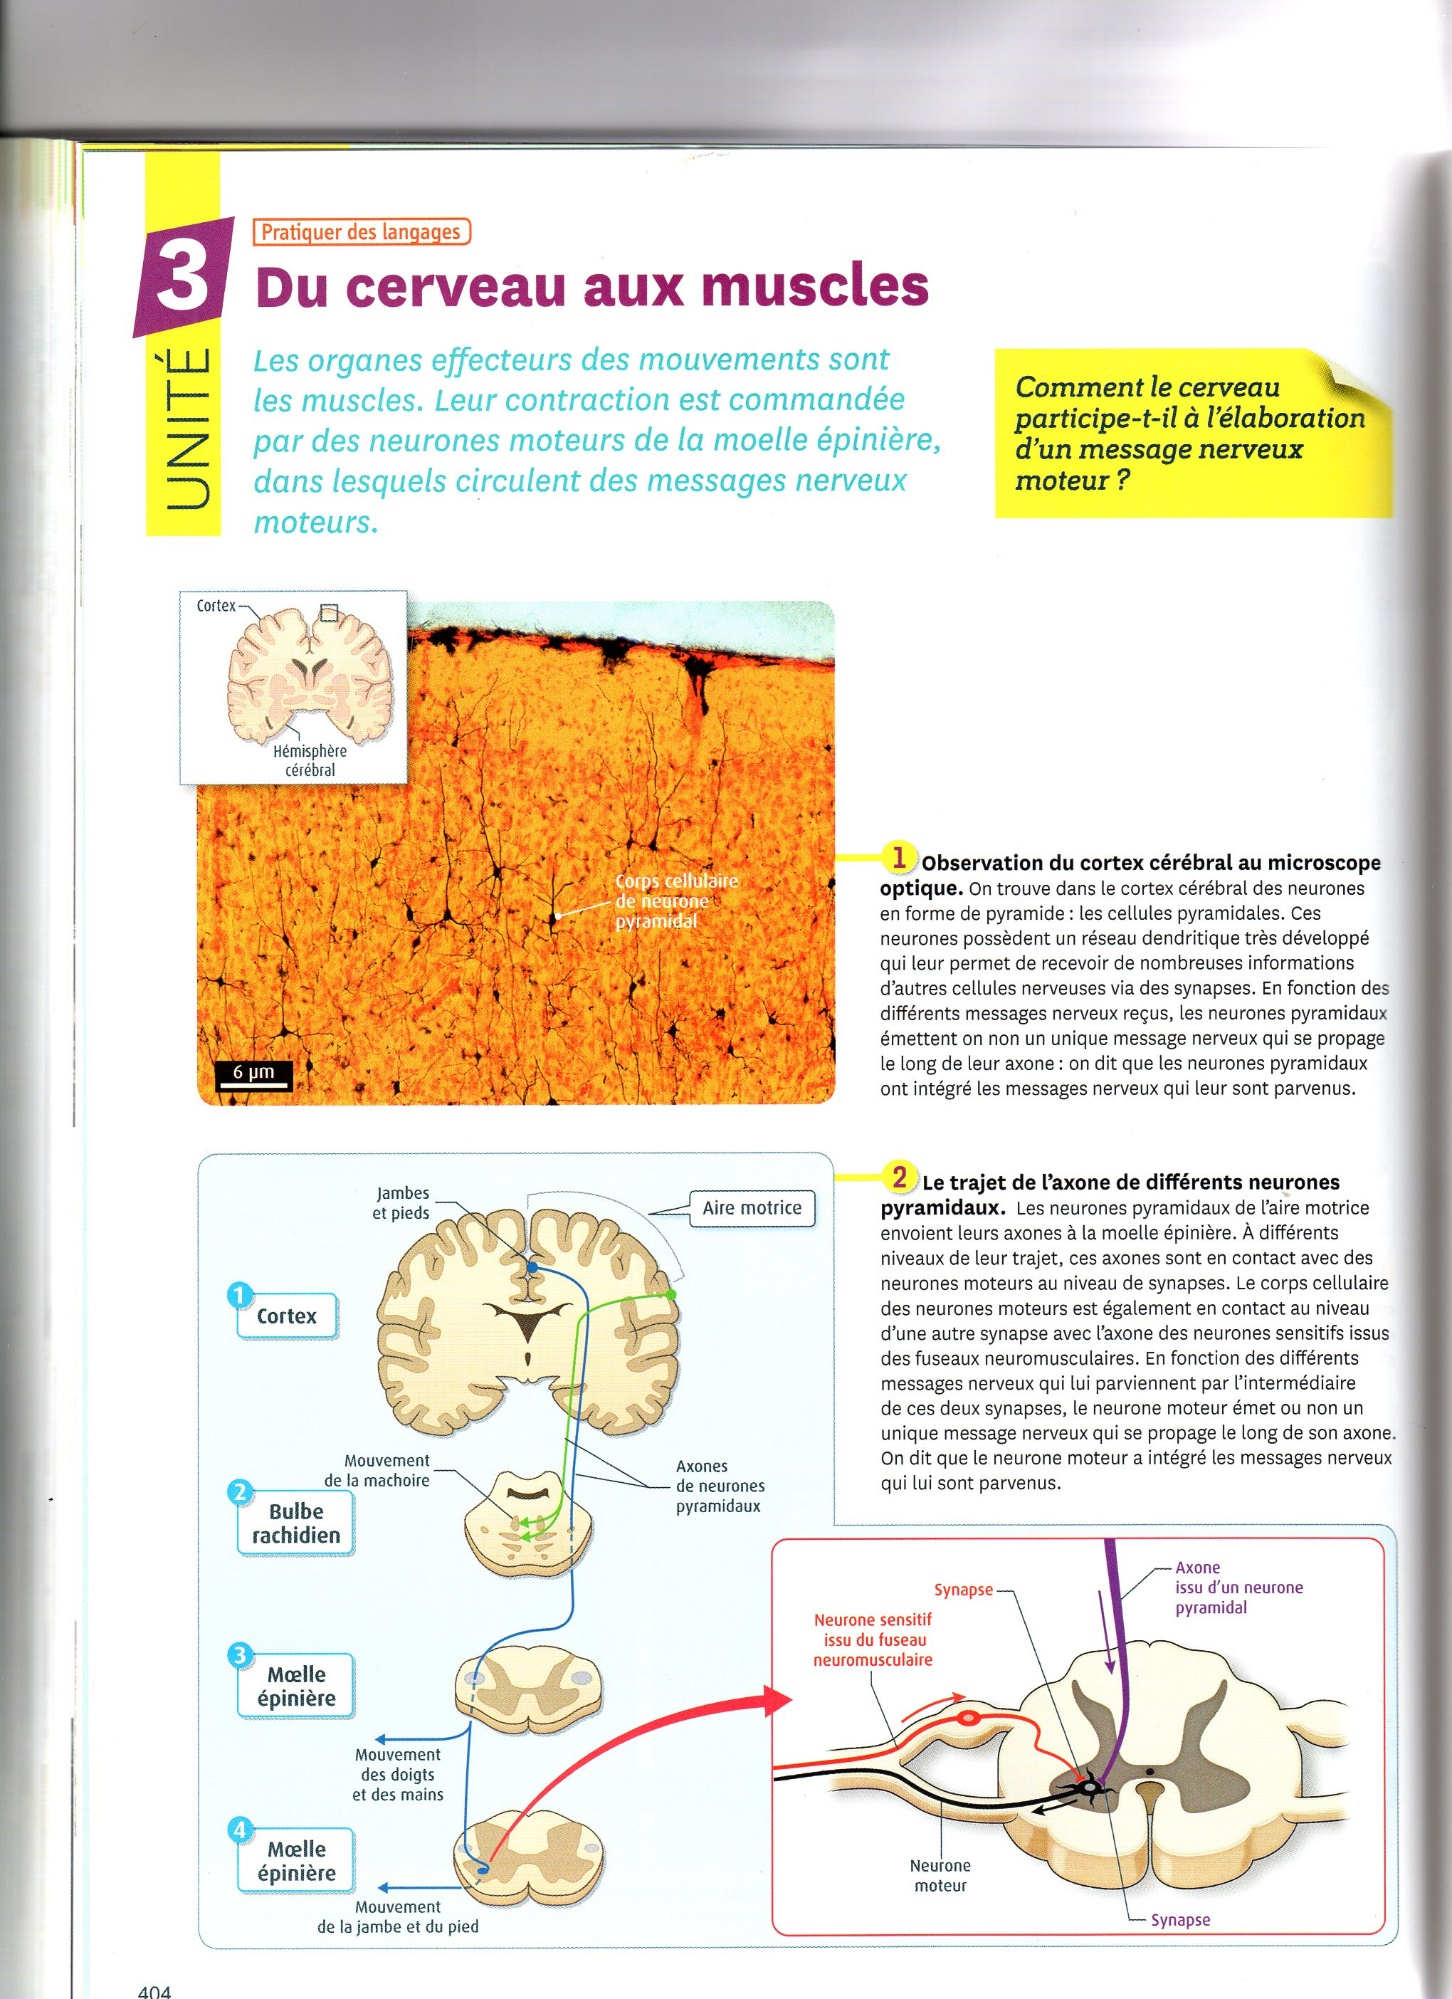 UNITÉ
3
Pratiquer des langages
Du cerveau aux muscles
Les organes effecteurs des mouvements sont
les muscles. Leur contraction est commandée
par des neurones moteurs de la moelle épinière,
dans lesquels circulent des messages nerveux
moteurs.
Comment le cerveau
participe-t-il à l'élaboration
d'un message nerveux
moteur ?
Cortex
Hémisphère
cérébral
Corps cellulaire
de neurone
pyramidal
6 µm
1 Observation du cortex cérébral au microscope
optique. On trouve dans le cortex cérébral des neurones
en forme de pyramide : les cellules pyramidales. Ces
neurones possèdent un réseau dendritique très développé
qui leur permet de recevoir de nombreuses informations
d'autres cellules nerveuses via des synapses. En fonction des
différents messages nerveux reçus, les neurones pyramidaux
émettent on non un unique message nerveux qui se propage
le long de leur axone : on dit que les neurones pyramidaux
ont intégré les messages nerveux qui leur sont parvenus.
2 Le trajet de l'axone de différents neurones
pyramidaux. Les neurones pyramidaux de l'aire motrice
envoient leurs axones à la moelle épinière. À différents
niveaux de leur trajet, ces axones sont en contact avec des
neurones moteurs au niveau de synapses. Le corps cellulaire
des neurones moteurs est également en contact au niveau
d'une autre synapse avec l'axone des neurones sensitifs issus
des fuseaux neuromusculaires. En fonction des différents
messages nerveux qui lui parviennent par l'intermédiaire
de ces deux synapses, le neurone moteur émet ou non un
unique message nerveux qui se propage le long de son axone.
On dit que le neurone moteur a intégré les messages nerveux
qui lui sont parvenus.
Jambes
et pieds
Aire motrice
1
Cortex
Mouvement
de la machoire
Axones
de neurones
pyramidaux
2
Bulbe
rachidien
3
Mœlle
épinière
Mouvement
des doigts
et des mains
4
Mœlle
épinière
Mouvement
de la jambe et du pied
Synapse
Axone
issu d'un neurone
pyramidal
Neurone sensitif
issu du fuseau
neuromusculaire
Neurone
moteur
Synapse
404